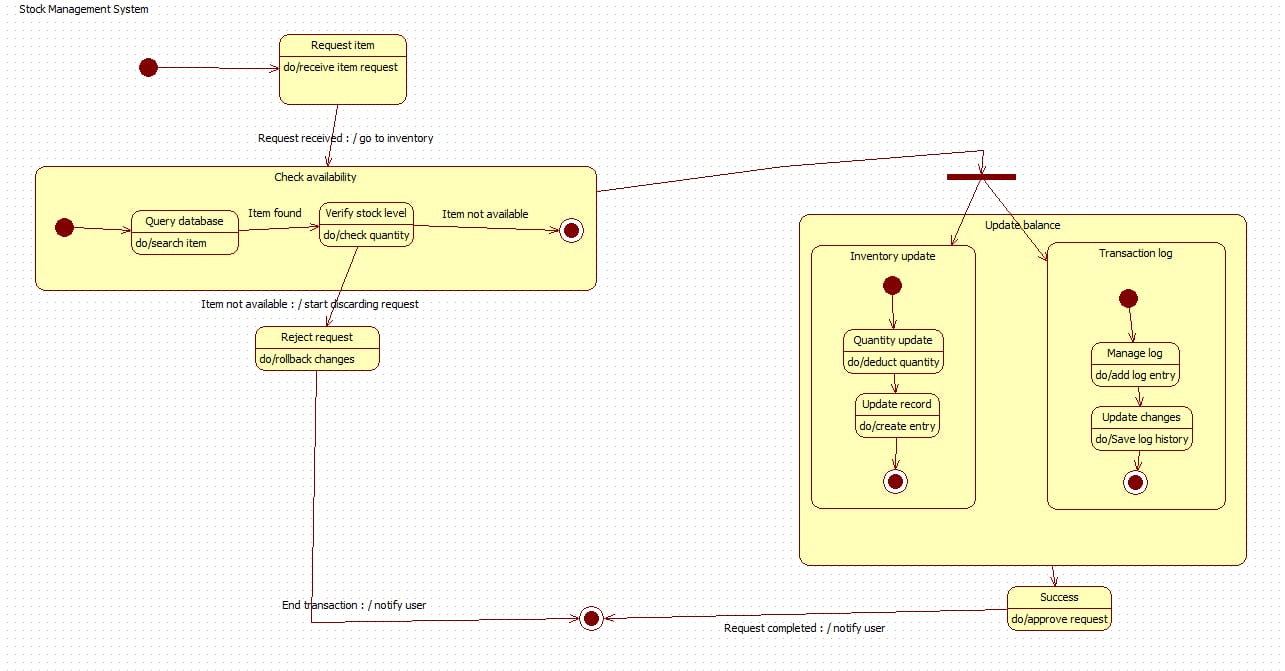 Stock Management System
Request item
do/receive item request
Request received : / go to inventory
Check availability
Query database
do/search item
Item found
Verify stock level
do/check quantity
Item not available
Item not available : / start discarding request
Reject request
do/rollback changes
End transaction : / notify user
Update balance
Inventory update
Quantity update
do/deduct quantity
Update record
do/create entry
Transaction log
Manage log
do/add log entry
Update changes
do/Save log history
Success
do/approve request
Request completed : / notify user